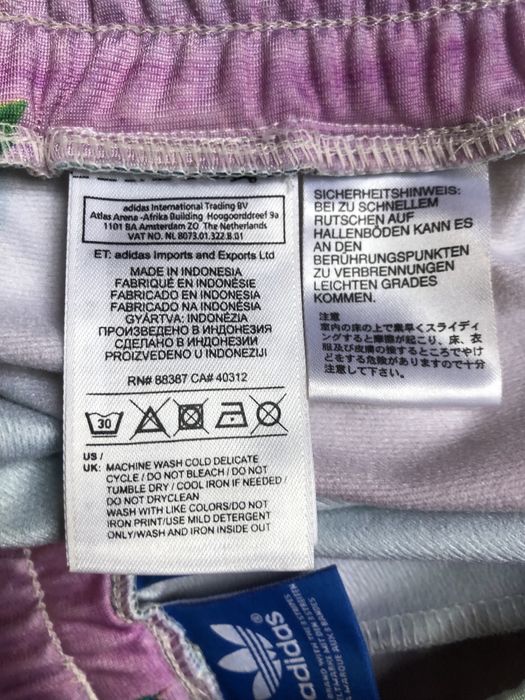 adidas International Trading BV
Atlas Arena -Afrika Building Hoogoorddreef 9a
1101 BA Amsterdam ZO The Netherlands
VAT NO. NL 8073.01.322.B.01
ET: adidas Imports and Exports Ltd
MADE IN INDONESIA
FABRIQUÉ EN INDONÉSIE
FABRICADO EN INDONESIA
FABRICADO NA INDONÉSIA
GYÁRTVA: INDONÉZIA
ПРОИЗВЕДЕНО В ИНДОНЕЗИЯ
СДЕЛАНО В ИНДОНЕЗИИ
PROIZVEDENO U INDONEZIJI
RN# 88387 CA# 40312
30
US /
UK: MACHINE WASH COLD DELICATE
CYCLE / DO NOT BLEACH / DO NOT
TUMBLE DRY / COOL IRON IF NEEDED /
DO NOT DRYCLEAN
WASH WITH LIKE COLORS/DO NOT
IRON PRINT/USE MILD DETERGENT
ONLY/WASH AND IRON INSIDE OUT
SICHERHEITSHINWEIS:
BEI ZU SCHNELLEM
RUTSCHEN AUF
HALLENBÖDEN KANN ES
AN DEN
BERÜHRUNGSPUNKTEN
ZU VERBRENNUNGEN
LEICHTEN GRADES
KOMMEN.
注意
室内の床の上で素早くスライディ
ングすると摩擦が起こり、床、衣
服及び皮膚の接するところでやけ
どをする危険がありますので十分
注意して下さい。
adidas®
BRAND WITH THE 3 STRIPES